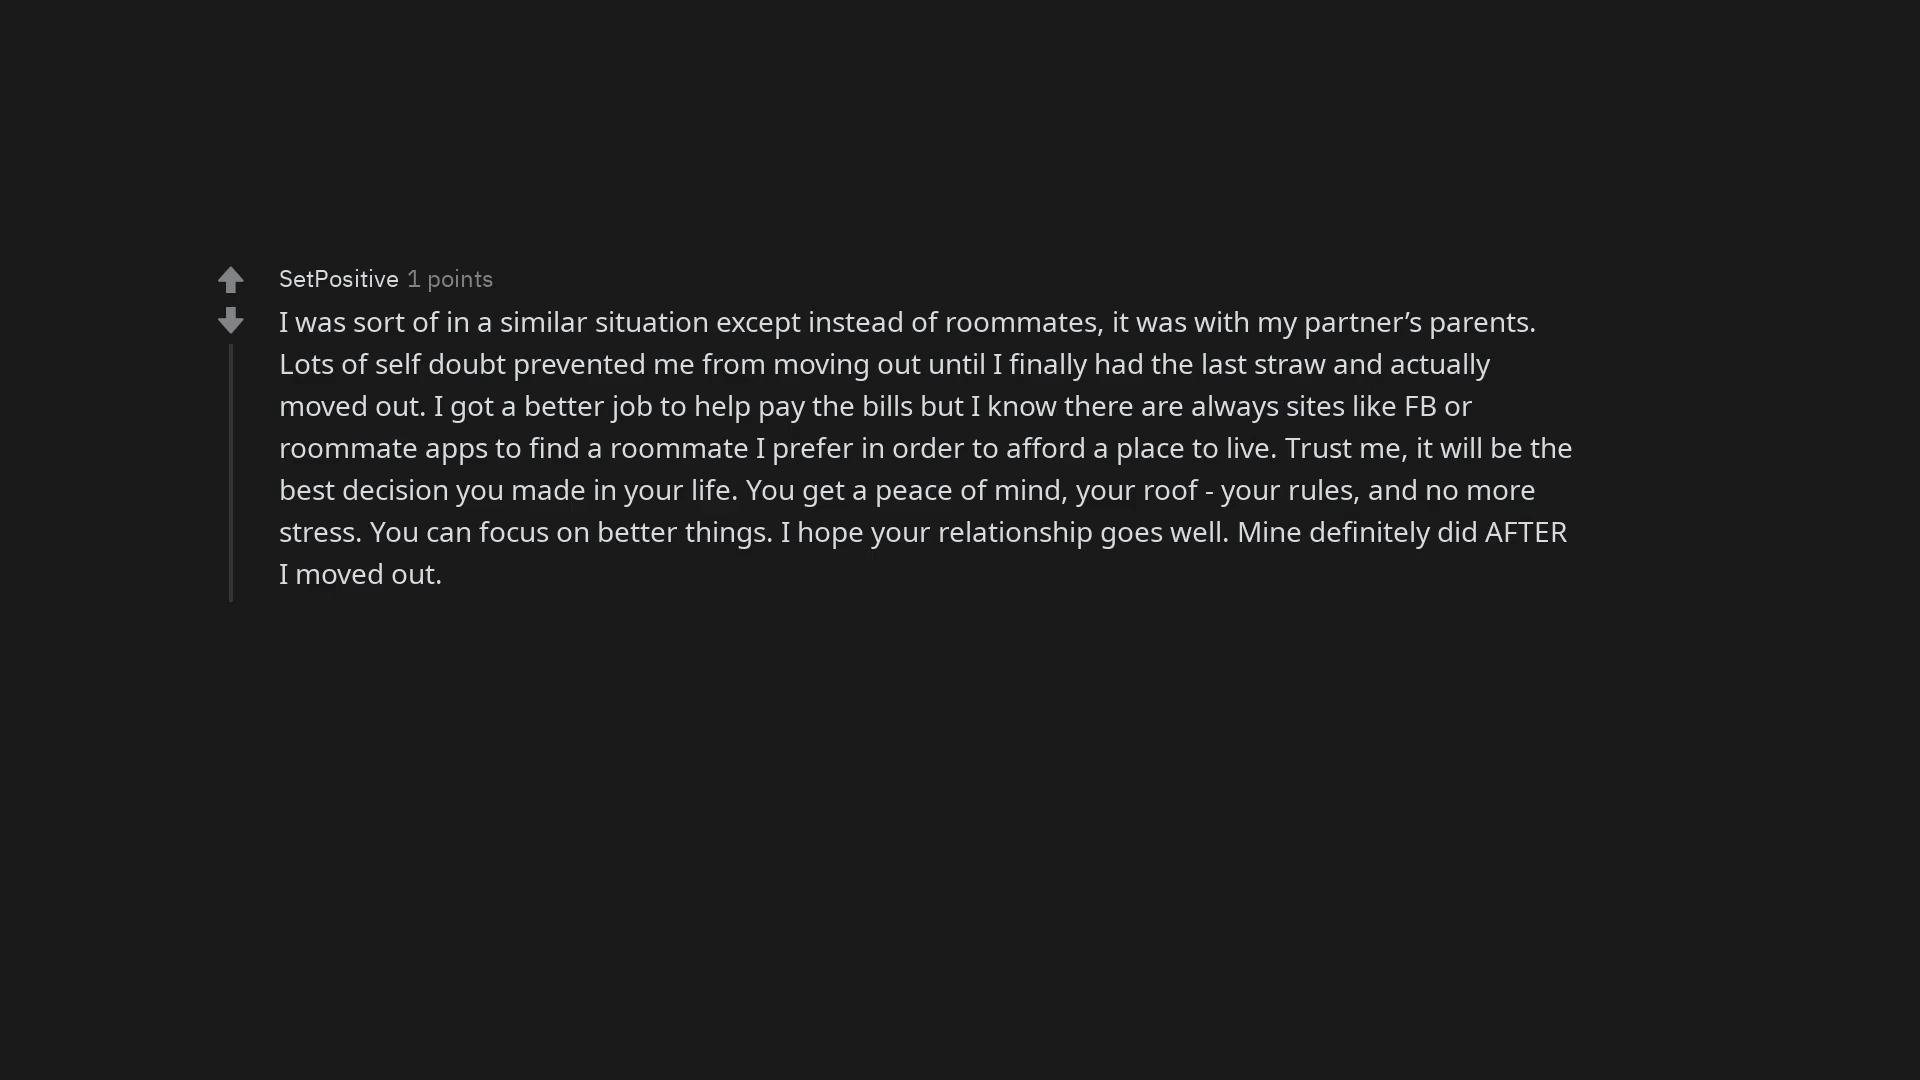 SetPositive 1 points
I was sort of in a similar situation except instead of roommates, it was with my partner’s parents.
Lots of self doubt prevented me from moving out until I finally had the last straw and actually
moved out. I got a better job to help pay the bills but I know there are always sites like FB or
roommate apps to find a roommate I prefer in order to afford a place to live. Trust me, it will be the
best decision you made in your life. You get a peace of mind, your roof - your rules, and no more
stress. You can focus on better things. I hope your relationship goes well. Mine definitely did AFTER
I moved out.